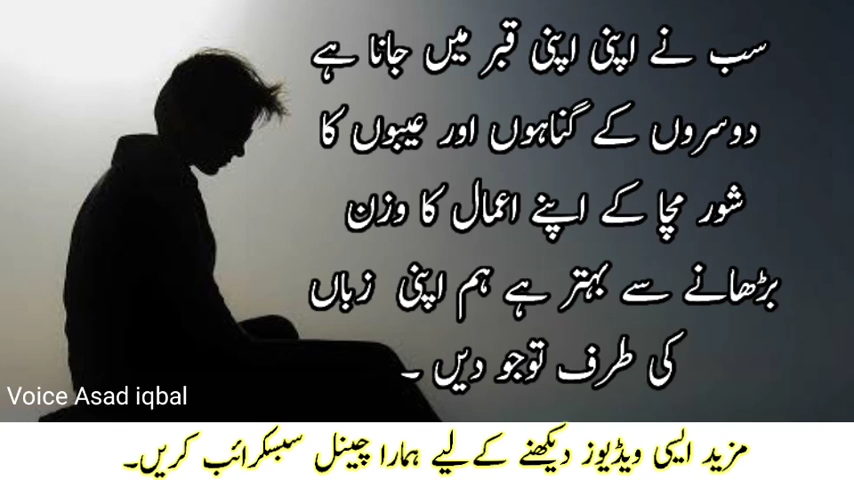 سب نے اپنی اپنی قبر میں جانا ہے
دوسروں کے گناہوں اور عیبوں کا
شور مچا کے اپنے اعمال کا وزن
بڑھانے سے بہتر ہے ہم اپنی زباں
کی طرف توجو دیں ۔
Voice Asad iqbal
مزید ایسی ویڈیوز دیکھنے کے لیے ہمارا چینل سبسکرائب کریں۔